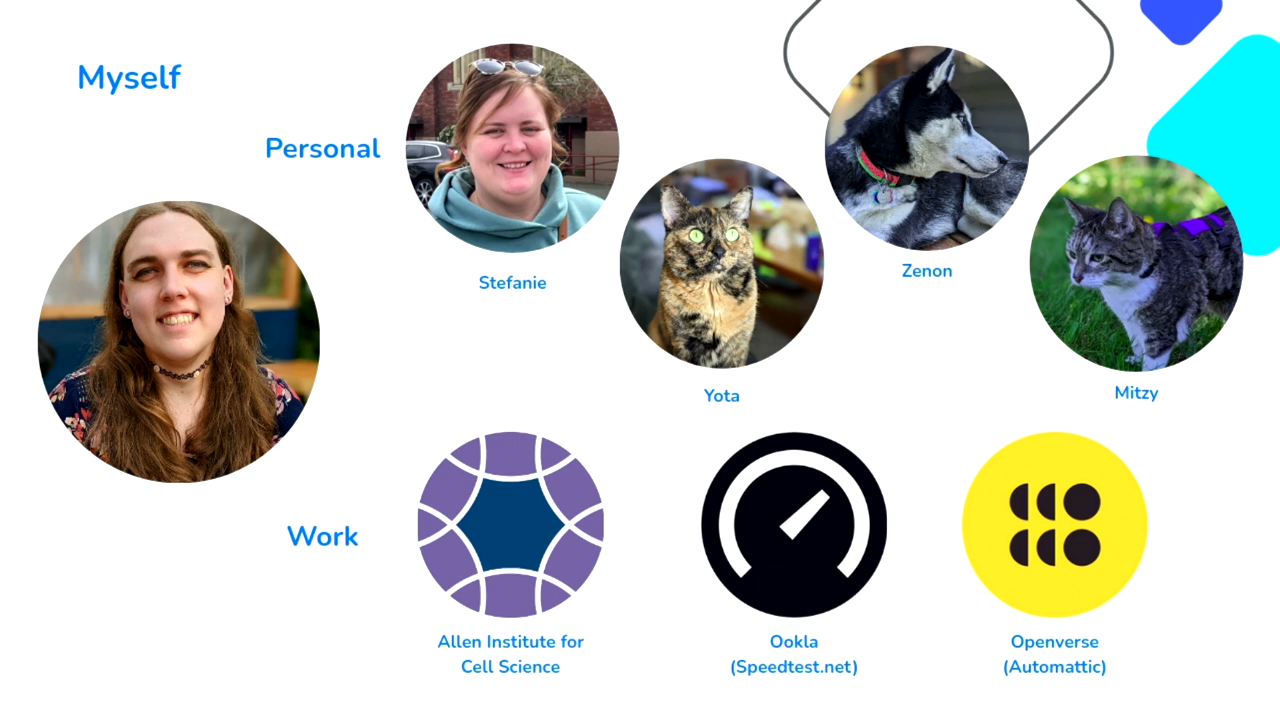 Myself
Personal
Stefanie
Yota
Zenon
Mitzy
Work
Allen Institute for
Cell Science
Ookla
(Speedtest.net)
Openverse
(Automattic)